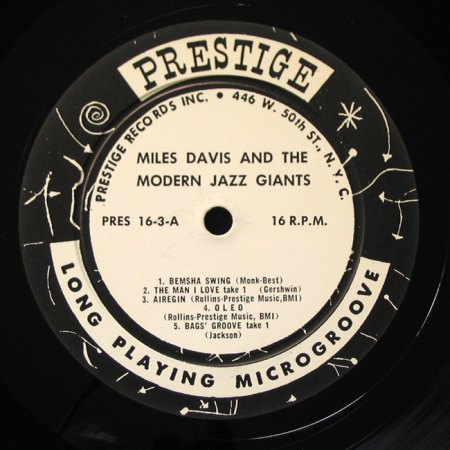 PRESTIGE
PRESTIGE RECORDS INC. • 446 W. 50th ST., N.Y.C.
MILES DAVIS AND THE
MODERN JAZZ GIANTS
PRES 16-3-A 16 R.P.M.
1. BEMSHA SWING (Monk-Best)
2. THE MAN I LOVE take 1 (Gershwin)
3. AIREGIN (Rollins-Prestige Music,BMI)
4. OLEO
(Rollins-Prestige Music, BMI)
5. BAGS' GROOVE take 1
(Jackson)
LONG PLAYING MICROGROOVE